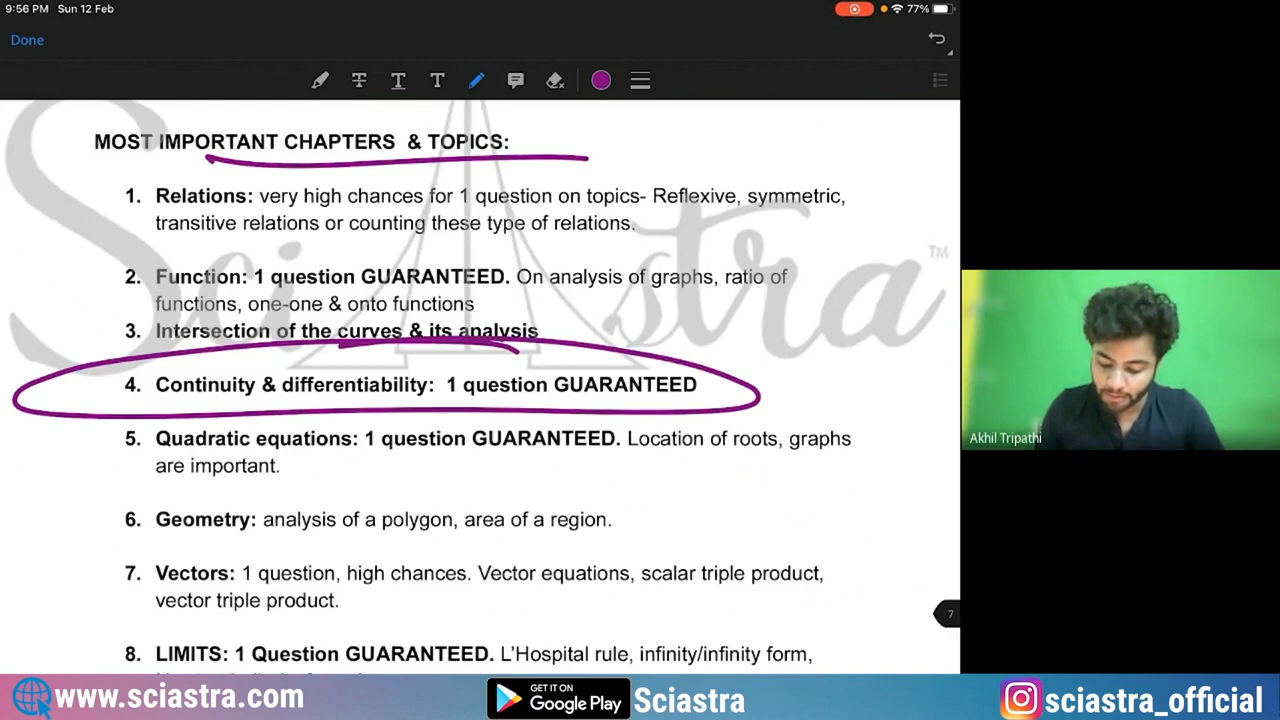 9:56 PM Sun 12 Feb
77%
Done
MOST IMPORTANT CHAPTERS & TOPICS:
1. Relations: very high chances for 1 question on topics- Reflexive, symmetric,
transitive relations or counting these type of relations.
2. Function: 1 question GUARANTEED. On analysis of graphs, ratio of
functions, one-one & onto functions
3. Intersection of the curves & its analysis
4. Continuity & differentiability: 1 question GUARANTEED
5. Quadratic equations: 1 question GUARANTEED. Location of roots, graphs
are important.
6. Geometry: analysis of a polygon, area of a region.
7. Vectors: 1 question, high chances. Vector equations, scalar triple product,
vector triple product.
8. LIMITS: 1 Question GUARANTEED. L'Hospital rule, infinity/infinity form,
Sciastra
TM
7
Akhil Tripathi
www.sciastra.com
GET IT ON
Google Play
Sciastra
sciastra_official